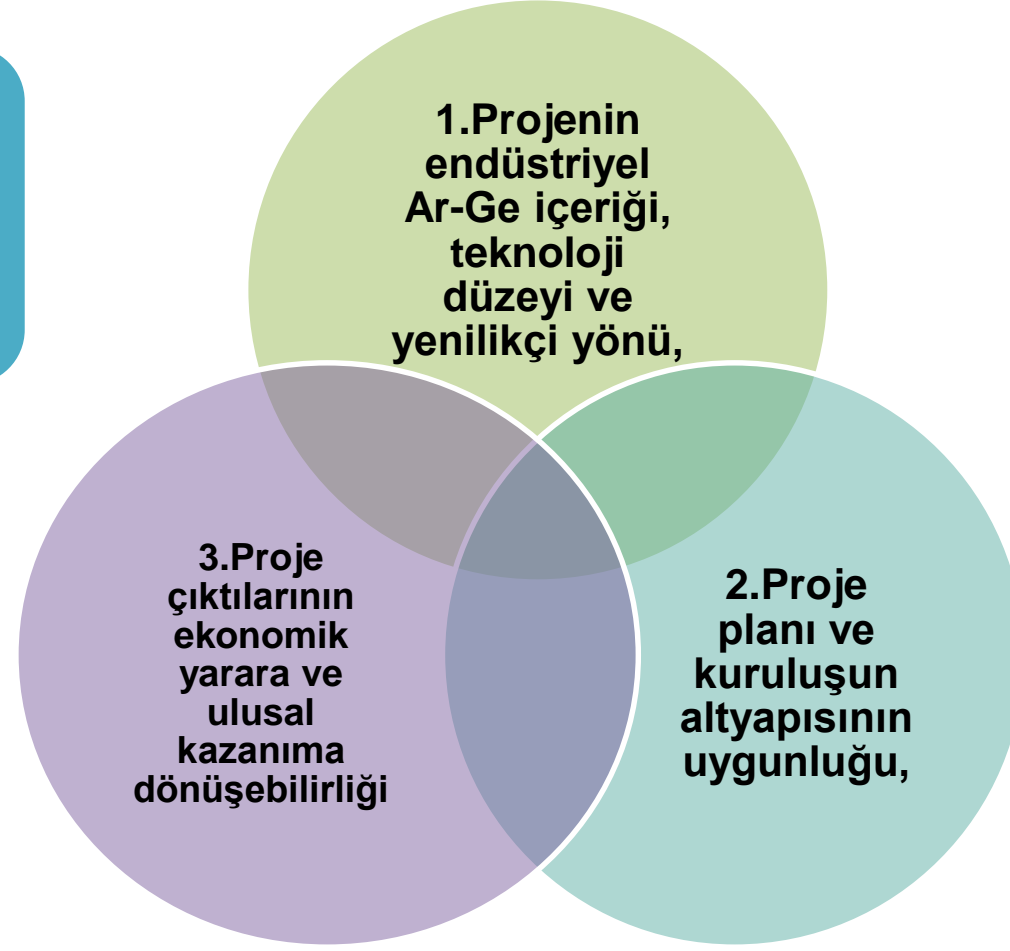 1.Projenin
endüstriyel
Ar-Ge içeriği,
teknoloji
düzeyi ve
yenilikçi yönü,
2.Proje
planı ve
kuruluşun
altyapısının
uygunluğu,
3.Proje
çıktılarının
ekonomik
yarara ve
ulusal
kazanıma
dönüşebilirliği